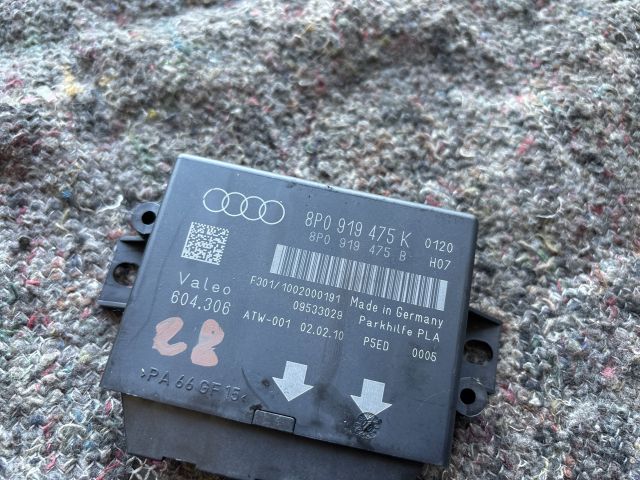 8P0 919 475 K 0120
8P0 919 475 B H07
Valeo
604.306
F301/1002000191
09533029
ATW-001 02.02.10
Made in Germany
Parkhilfe PLA
PSED 0005
>PA 66 GF 15<